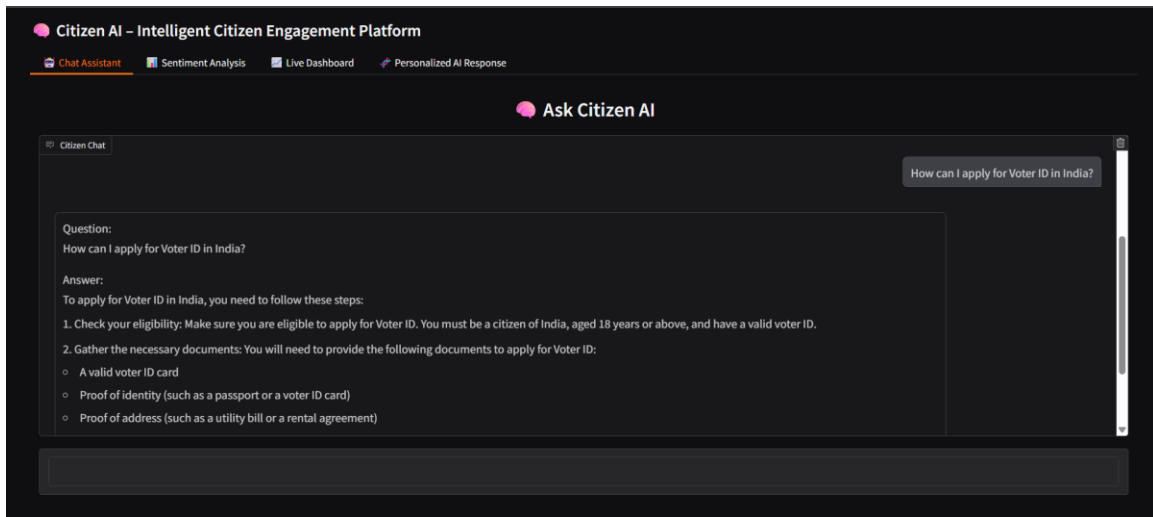 Citizen AI – Intelligent Citizen Engagement Platform
Chat Assistant Sentiment Analysis Live Dashboard Personalized AI Response
Ask Citizen AI
Citizen Chat
How can I apply for Voter ID in India?
Question:
How can I apply for Voter ID in India?
Answer:
To apply for Voter ID in India, you need to follow these steps:
1. Check your eligibility: Make sure you are eligible to apply for Voter ID. You must be a citizen of India, aged 18 years or above, and have a valid voter ID.
2. Gather the necessary documents: You will need to provide the following documents to apply for Voter ID:
○ A valid voter ID card
○ Proof of identity (such as a passport or a voter ID card)
○ Proof of address (such as a utility bill or a rental agreement)